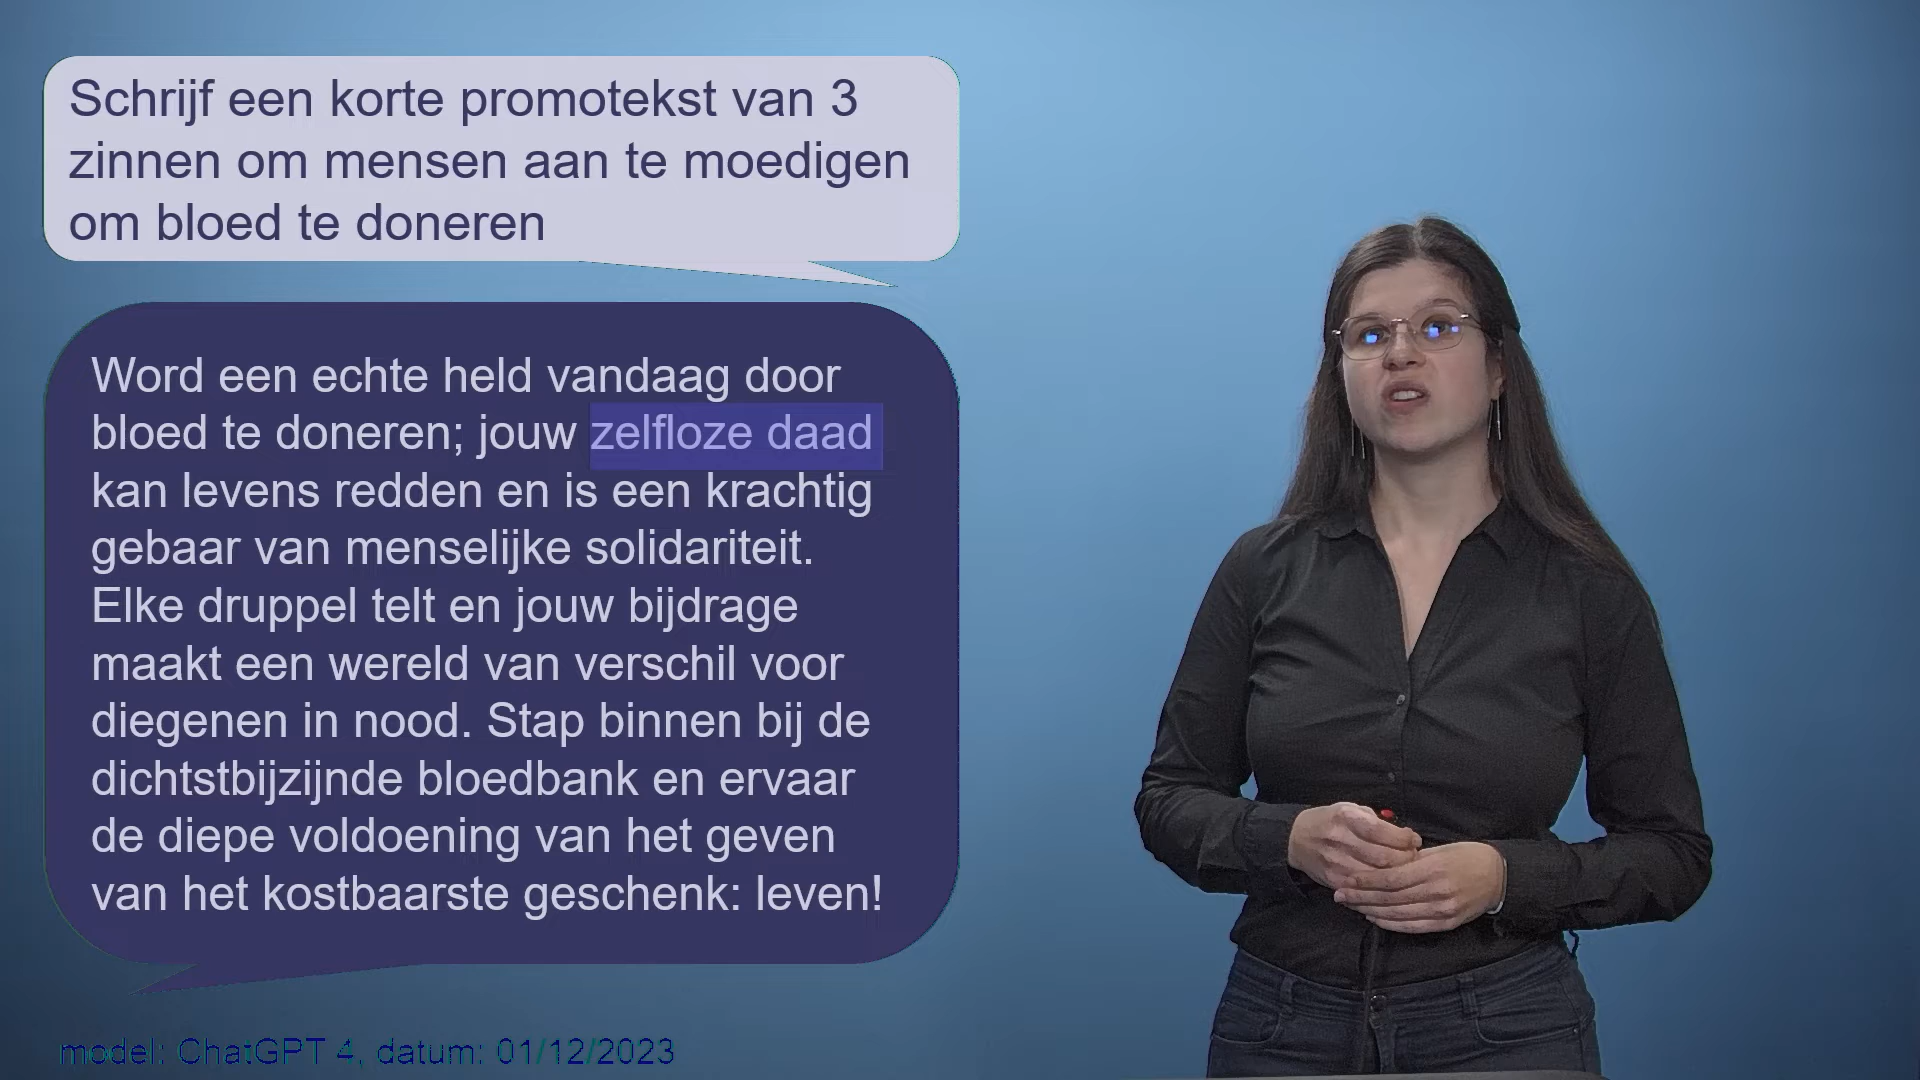 Schrijf een korte promotekst van 3
zinnen om mensen aan te moedigen
om bloed te doneren
Word een echte held vandaag door
bloed te doneren; jouw zelfloze daad
kan levens redden en is een krachtig
gebaar van menselijke solidariteit.
Elke druppel telt en jouw bijdrage
maakt een wereld van verschil voor
diegenen in nood. Stap binnen bij de
dichtstbijzijnde bloedbank en ervaar
de diepe voldoening van het geven
van het kostbaarste geschenk: leven!
model: ChatGPT 4, datum: 01/12/2023